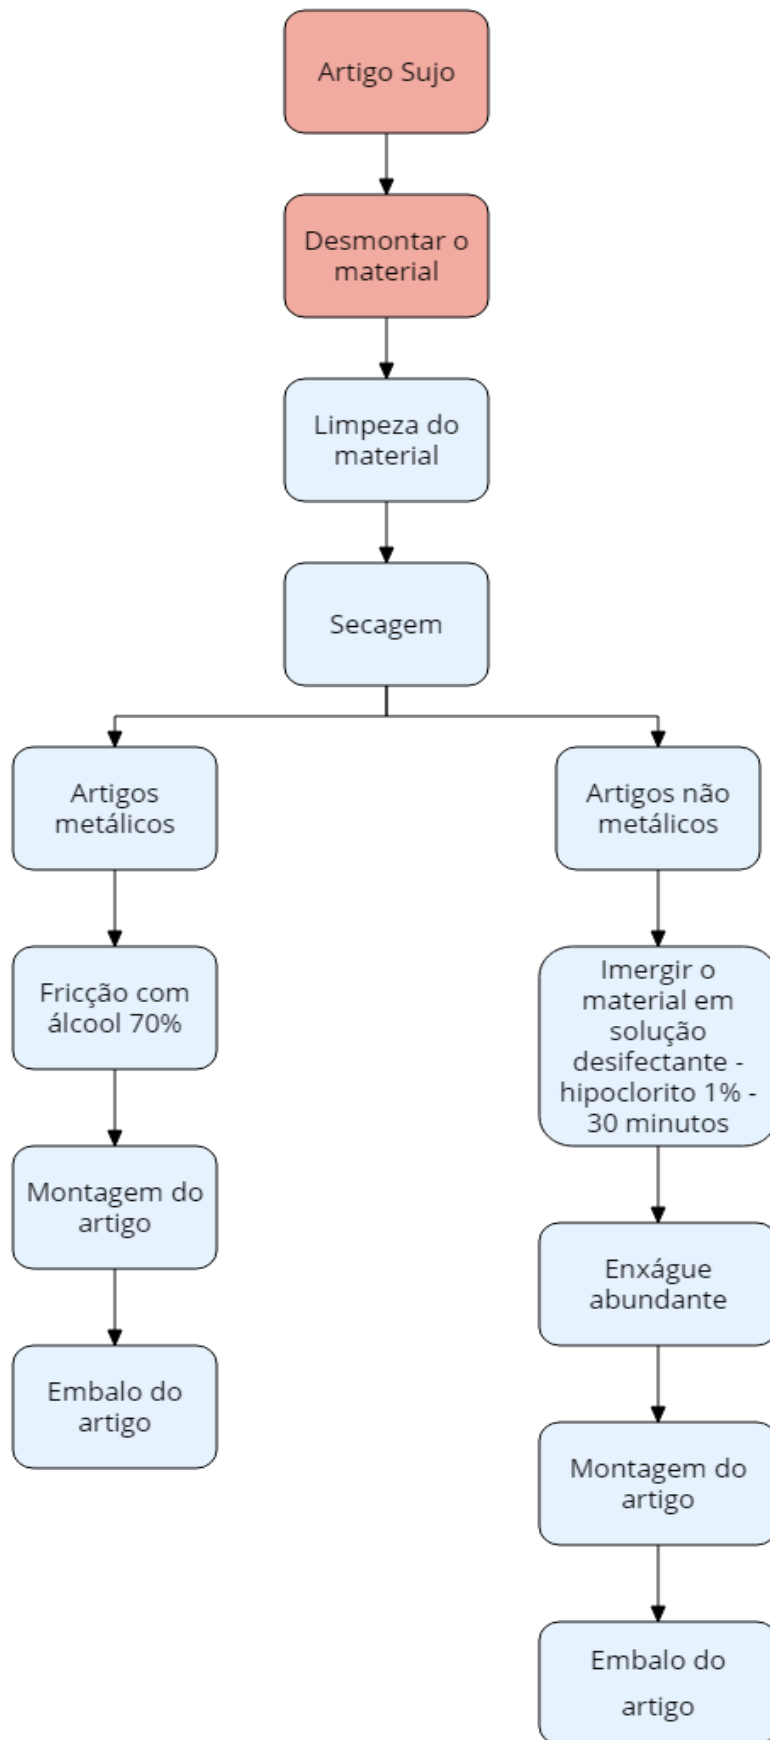 Artigo Sujo
Desmontar o
material
Limpeza do
material
Secagem
Artigos
metálicos
Fricção com
álcool 70%
Montagem do
artigo
Embalo do
artigo
Artigos não
metálicos
Imergir o
material em
solução
desifectante -
hipoclorito 1% -
30 minutos
Enxágue
abundante
Montagem do
artigo
Embalo do
artigo